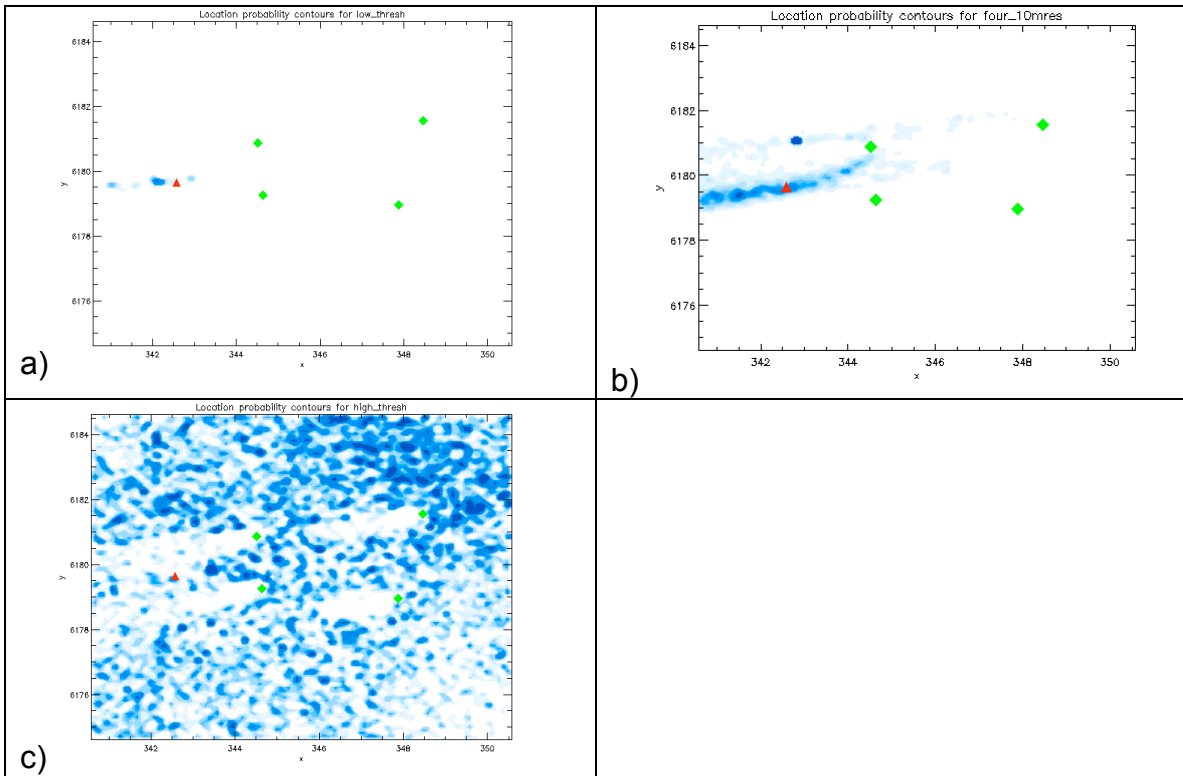 Location probability contours for low_thresh
6184
6182
6180
y
6178
6176
342
344
346
348
350
x
a)
Location probability contours for four_10mres
6184
6182
6180
y
6178
6176
342
344
346
348
350
x
b)
Location probability contours for high_thresh
6184
6182
6180
y
6178
6176
342
344
346
348
350
x
c)